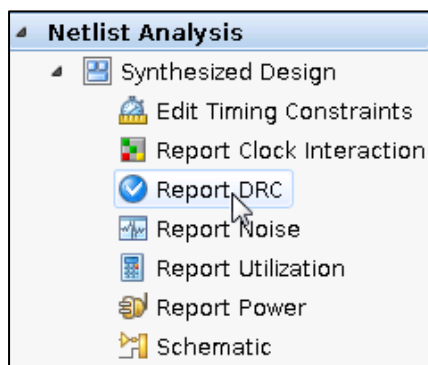 Netlist Analysis
Synthesized Design
Edit Timing Constraints
Report Clock Interaction
Report DRC
Report Noise
Report Utilization
Report Power
Schematic